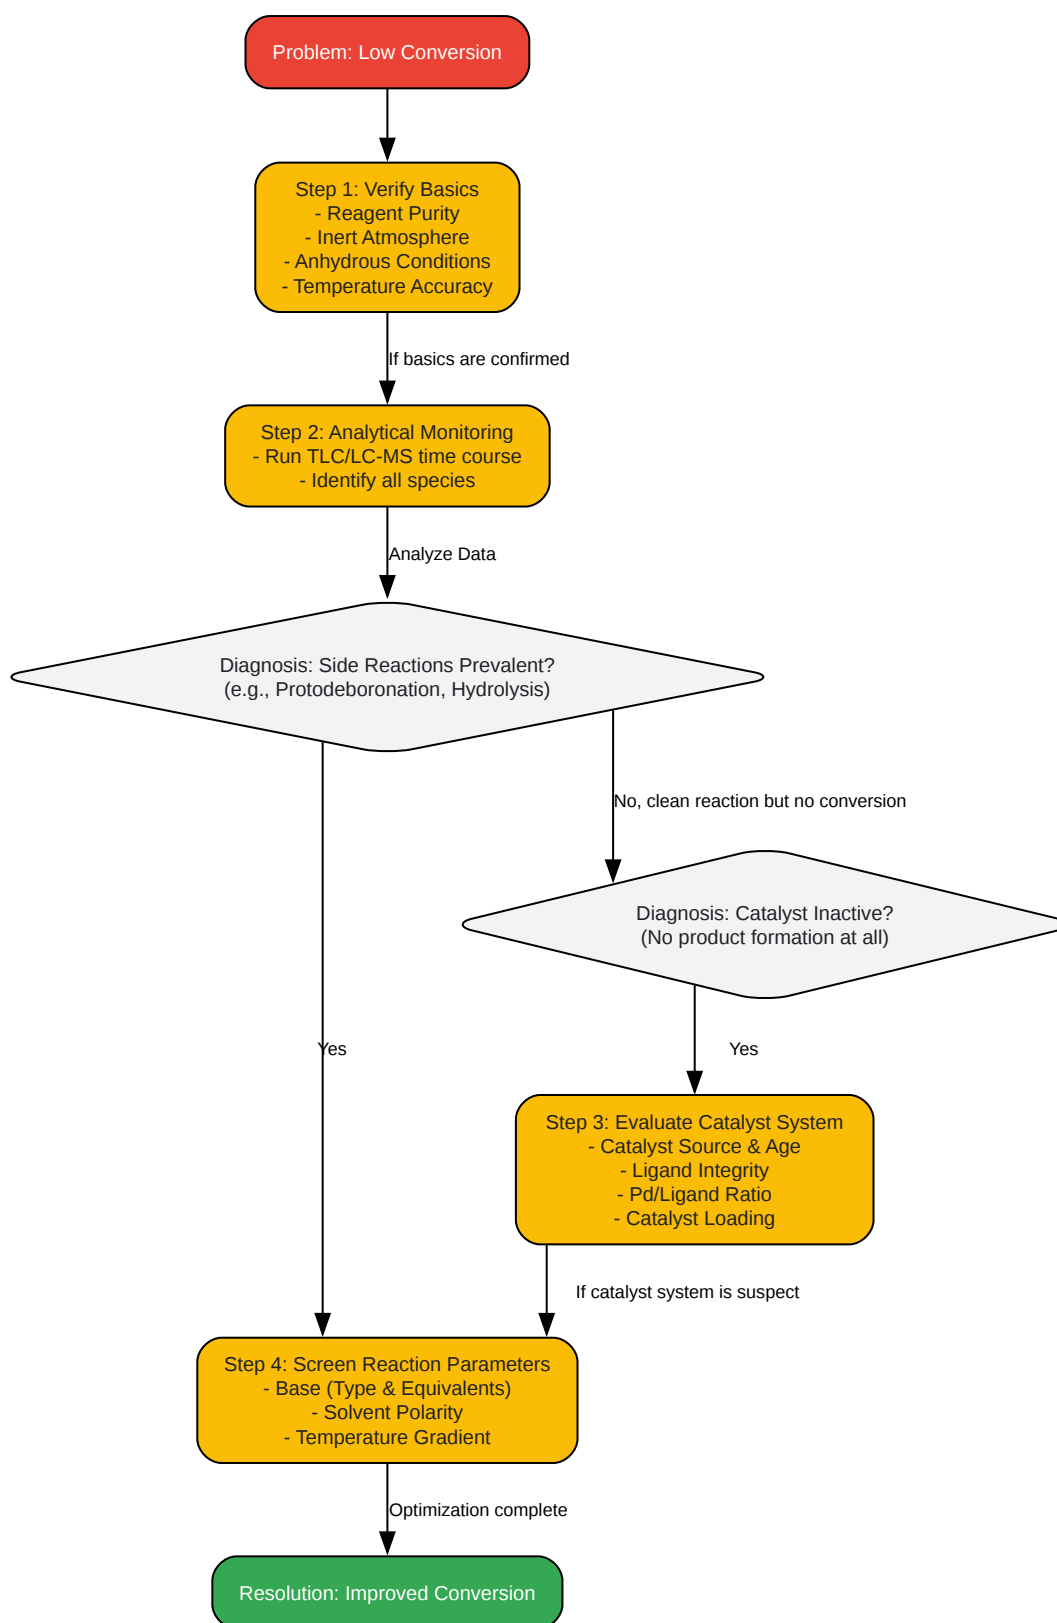 Problem: Low Conversion
Step 1: Verify Basics
- Reagent Purity
- Inert Atmosphere
- Anhydrous Conditions
- Temperature Accuracy
If basics are confirmed
Step 2: Analytical Monitoring
- Run TLC/LC-MS time course
- Identify all species
Analyze Data
Diagnosis: Side Reactions Prevalent?
(e.g., Protodeboronation, Hydrolysis)
No, clean reaction but no conversion
Diagnosis: Catalyst Inactive?
(No product formation at all)
Yes
Yes
Step 3: Evaluate Catalyst System
- Catalyst Source & Age
- Ligand Integrity
- Pd/Ligand Ratio
- Catalyst Loading
If catalyst system is suspect
Step 4: Screen Reaction Parameters
- Base (Type & Equivalents)
- Solvent Polarity
- Temperature Gradient
Optimization complete
Resolution: Improved Conversion